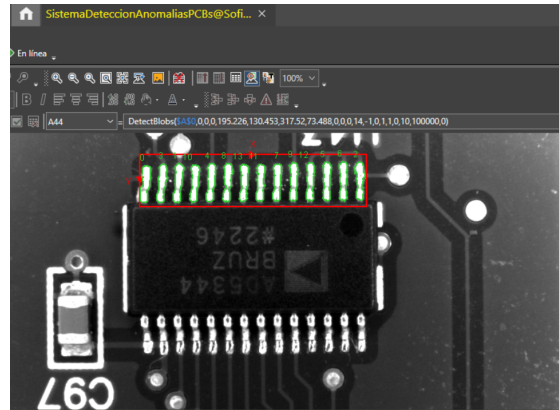 SistemaDeteccionAnomaliasPCBs@Sofi... ×
En línea
100%
B I
A44
=DetectBlobs($A$0,0,0,0,195.226,130.453,317.52,73.488,0,0,0,14,-1,0,1,1,0,10,100000,0)
#2246
BRUZ
AD5344
C97